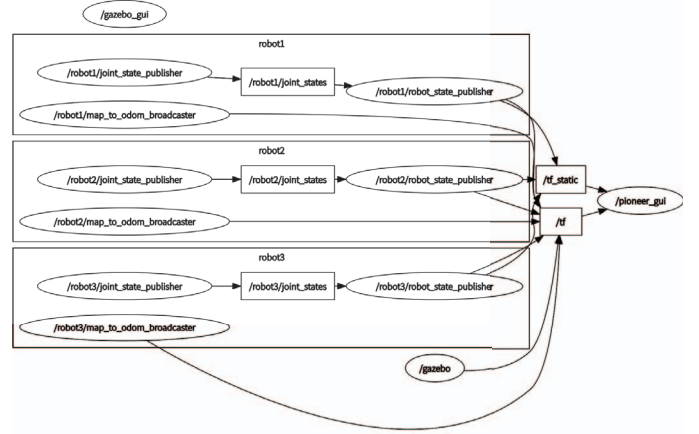 /gazebo_gui
robot1
/robot1/joint_state_publisher
/robot1/joint_states
/robot1/robot_state_publisher
/robot1/map_to_odom_broadcaster
robot2
/robot2/joint_state_publisher
/robot2/joint_states
/robot2/robot_state_publisher
/tf_static
/pioneer_gui
/robot2/map_to_odom_broadcaster
/tf
robot3
/robot3/joint_state_publisher
/robot3/joint_states
/robot3/robot_state_publisher
/robot3/map_to_odom_broadcaster
/gazebo